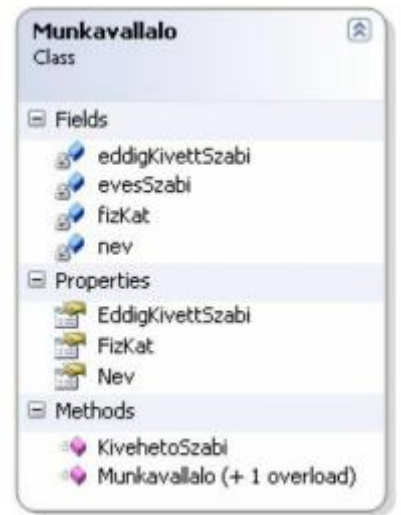 Munkavallalo
Class
Fields
eddigKivettSzabi
evesSzabi
fizKat
nev
Properties
EddigKivettSzabi
FizKat
Nev
Methods
KivehetoSzabi
Munkavallalo (+ 1 overload)